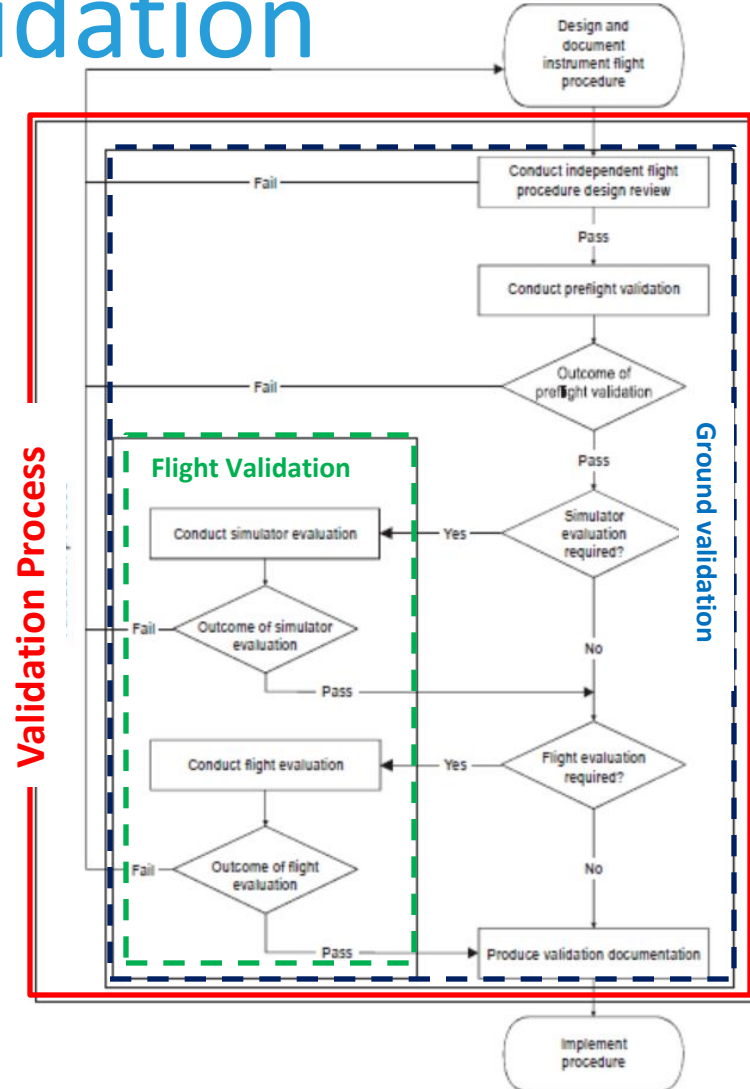 idation
Design and
document
instrument flight
procedure
Conduct independent flight
procedure design review
Fail
Pass
Conduct preflight validation
Outcome of
preflight validation
Fail
Pass
Flight Validation
Ground validation
Validation Process
Simulator
evaluation
required?
Yes
Conduct simulator evaluation
Outcome of simulator
evaluation
Fail
No
Pass
Flight evaluation
required?
Yes
Conduct flight evaluation
Outcome of flight
evaluation
Fail
No
Pass
Produce validation documentation
Implement
procedure